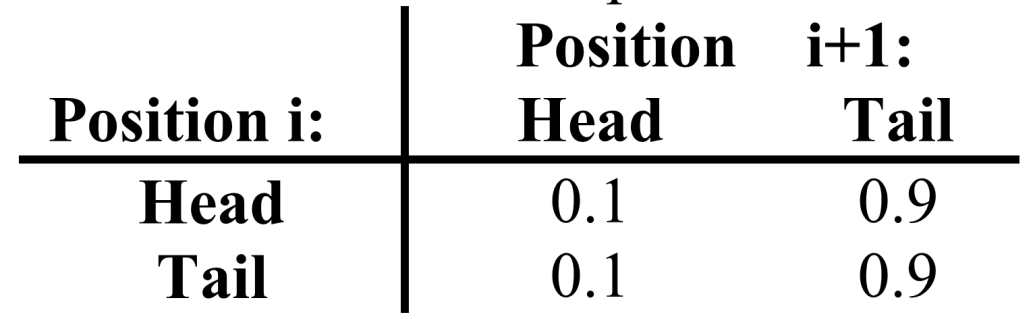 Position i+1:
Position i: Head Tail
Head 0.1 0.9
Tail 0.1 0.9